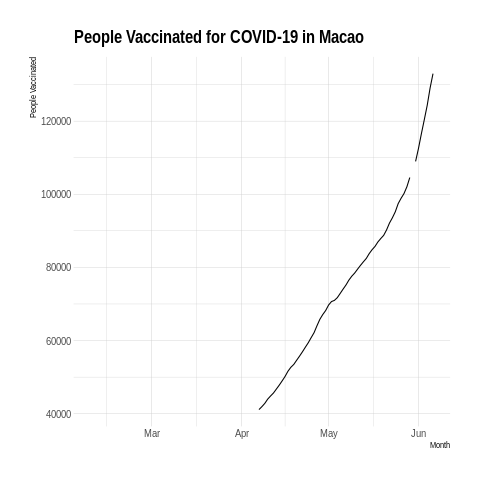 People Vaccinated for COVID-19 in Macao
People Vaccinated
120000
100000
80000
60000
40000
Mar Apr May Jun
Month